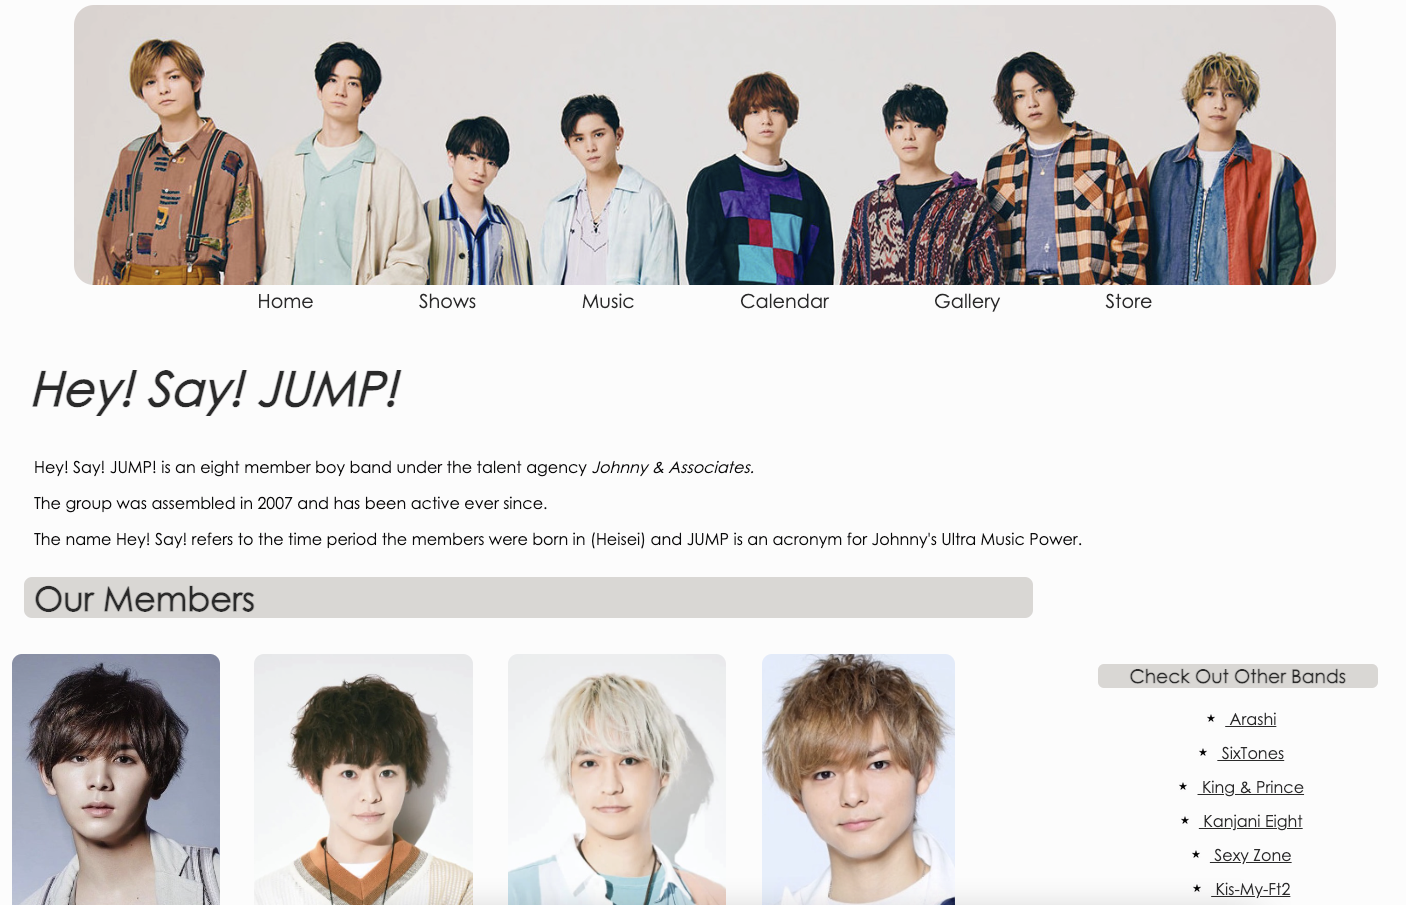 Home Shows Music Calendar Gallery Store
Hey! Say! JUMP!
Hey! Say! JUMP! is an eight member boy band under the talent agency Johnny & Associates.
The group was assembled in 2007 and has been active ever since.
The name Hey! Say! refers to the time period the members were born in (Heisei) and JUMP is an acronym for Johnny's Ultra Music Power.
Our Members
Check Out Other Bands
Arashi
SixTones
King & Prince
Kanjani Eight
Sexy Zone
Kis-My-Ft2